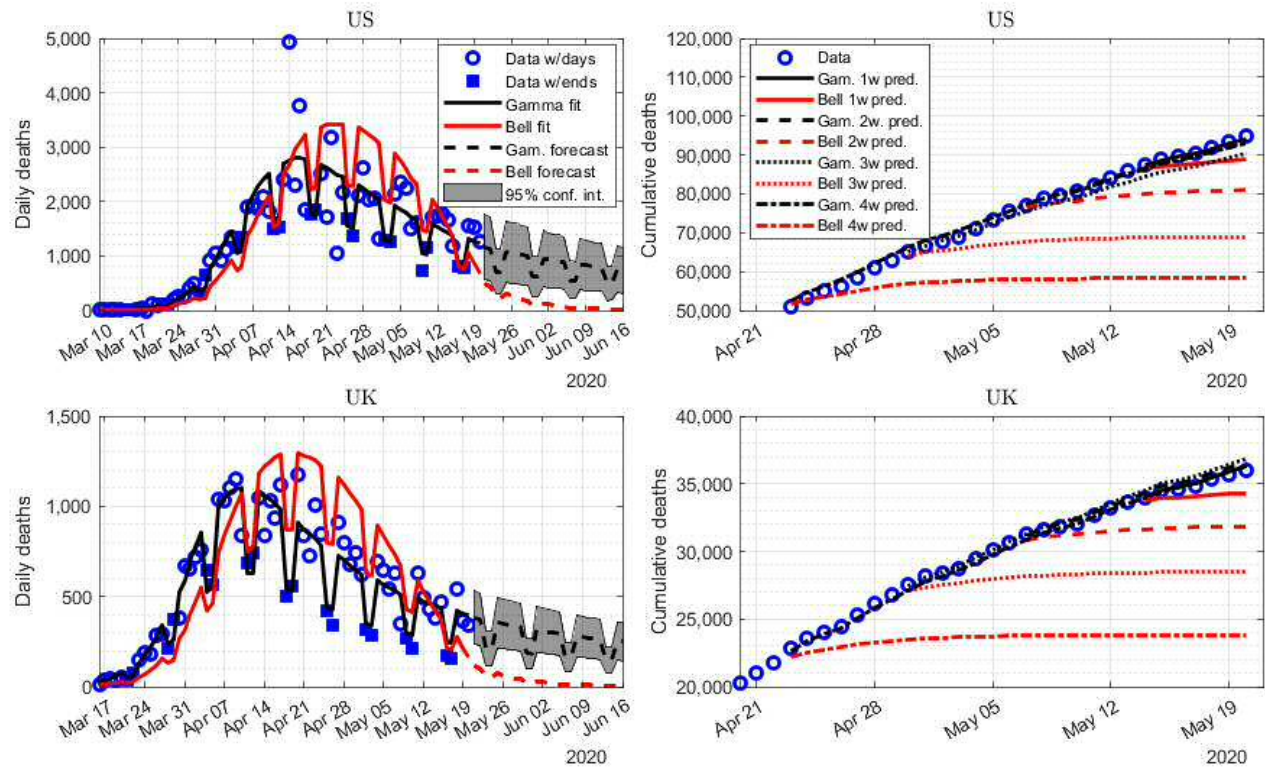 US
5,000
4,000
3,000
2,000
1,000
0
Daily deaths
Data w/days
Data w/ends
Gamma fit
Bell fit
Gam. forecast
Bell forecast
95% conf. int.
Mar 10
Mar 17
Mar 24
Mar 31
Apr 07
Apr 14
Apr 21
Apr 28
May 05
May 12
May 19
May 26
Jun 02
Jun 09
Jun 16
2020
US
120,000
110,000
100,000
90,000
80,000
70,000
60,000
50,000
Cumulative deaths
Data
Gam. 1w pred.
Bell 1w pred.
Gam. 2w. pred.
Bell 2w pred.
Gam. 3w pred.
Bell 3w pred.
Gam. 4w pred.
Bell 4w pred.
Apr 21
Apr 28
May 05
May 12
May 19
2020
UK
1,500
1,000
500
0
Daily deaths
Mar 17
Mar 24
Mar 31
Apr 07
Apr 14
Apr 21
Apr 28
May 05
May 12
May 19
May 26
Jun 02
Jun 09
Jun 16
2020
UK
40,000
35,000
30,000
25,000
20,000
Cumulative deaths
Apr 21
Apr 28
May 05
May 12
May 19
2020